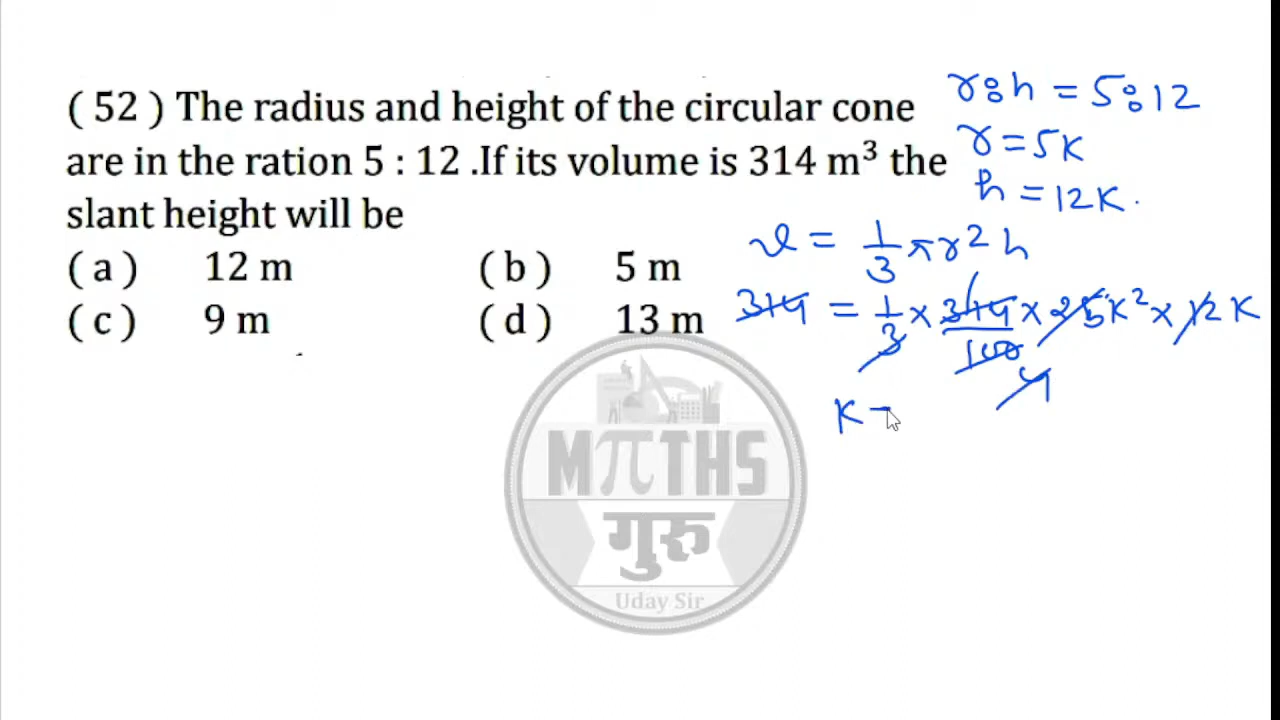 ( 52 ) The radius and height of the circular cone
are in the ration 5 : 12 .If its volume is 314 m³ the
slant height will be
( a ) 12 m ( b ) 5 m
( c ) 9 m ( d ) 13 m
r:h = 5:12
r = 5K
h = 12K.
v = 1/3 πr²h
314 = 1/3 × 314/100 × 25K² × 12K
4
K =
MπTHS
गुरु
Uday Sir